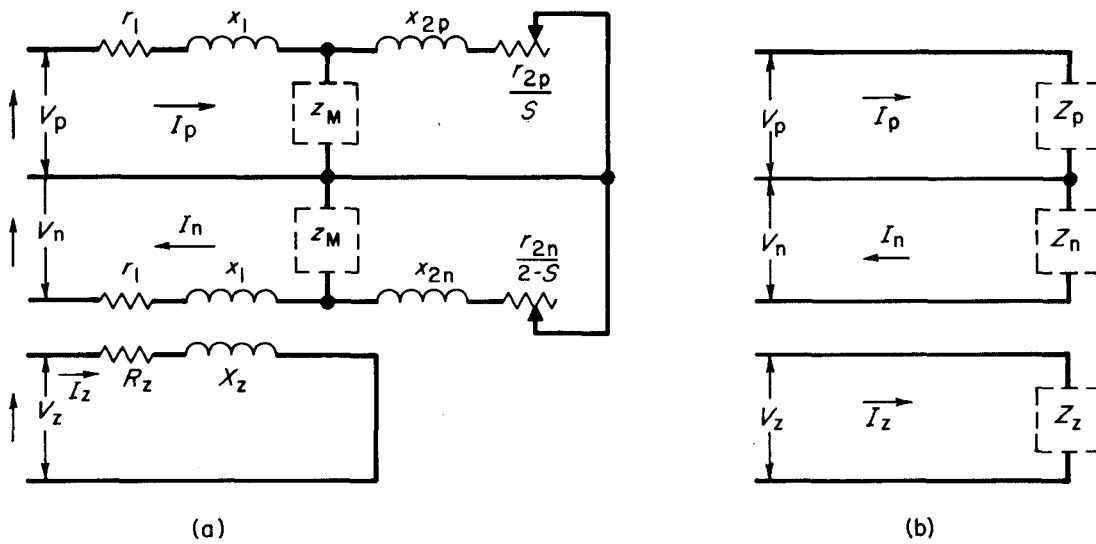 r1 x1 x2p
r2p
S
Vp Ip zM
Vn In zM
r2n
2-S
r1 x1 x2n
Vz Iz Rz Xz
(a)
Vp Ip Zp
Vn In Zn
Vz Iz Zz
(b)